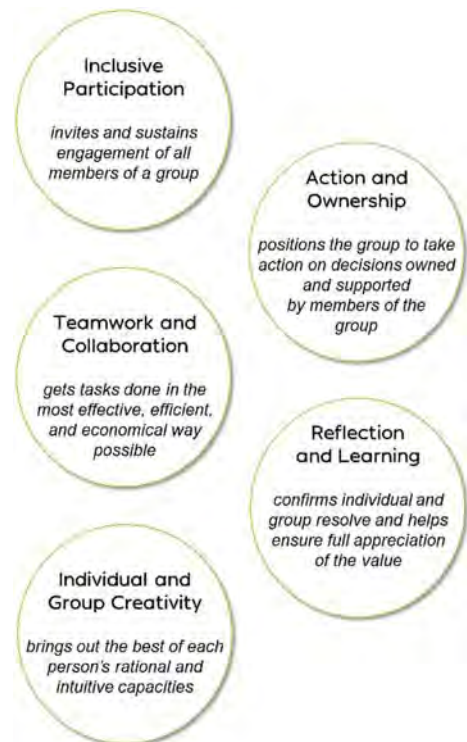 Inclusive
Participation
invites and sustains
engagement of all
members of a group
Action and
Ownership
positions the group to take
action on decisions owned
and supported
by members of the
group
Teamwork and
Collaboration
gets tasks done in the
most effective, efficient,
and economical way
possible
Reflection
and Learning
confirms individual and
group resolve and helps
ensure full appreciation
of the value
Individual and
Group Creativity
brings out the best of each
person's rational and
intuitive capacities